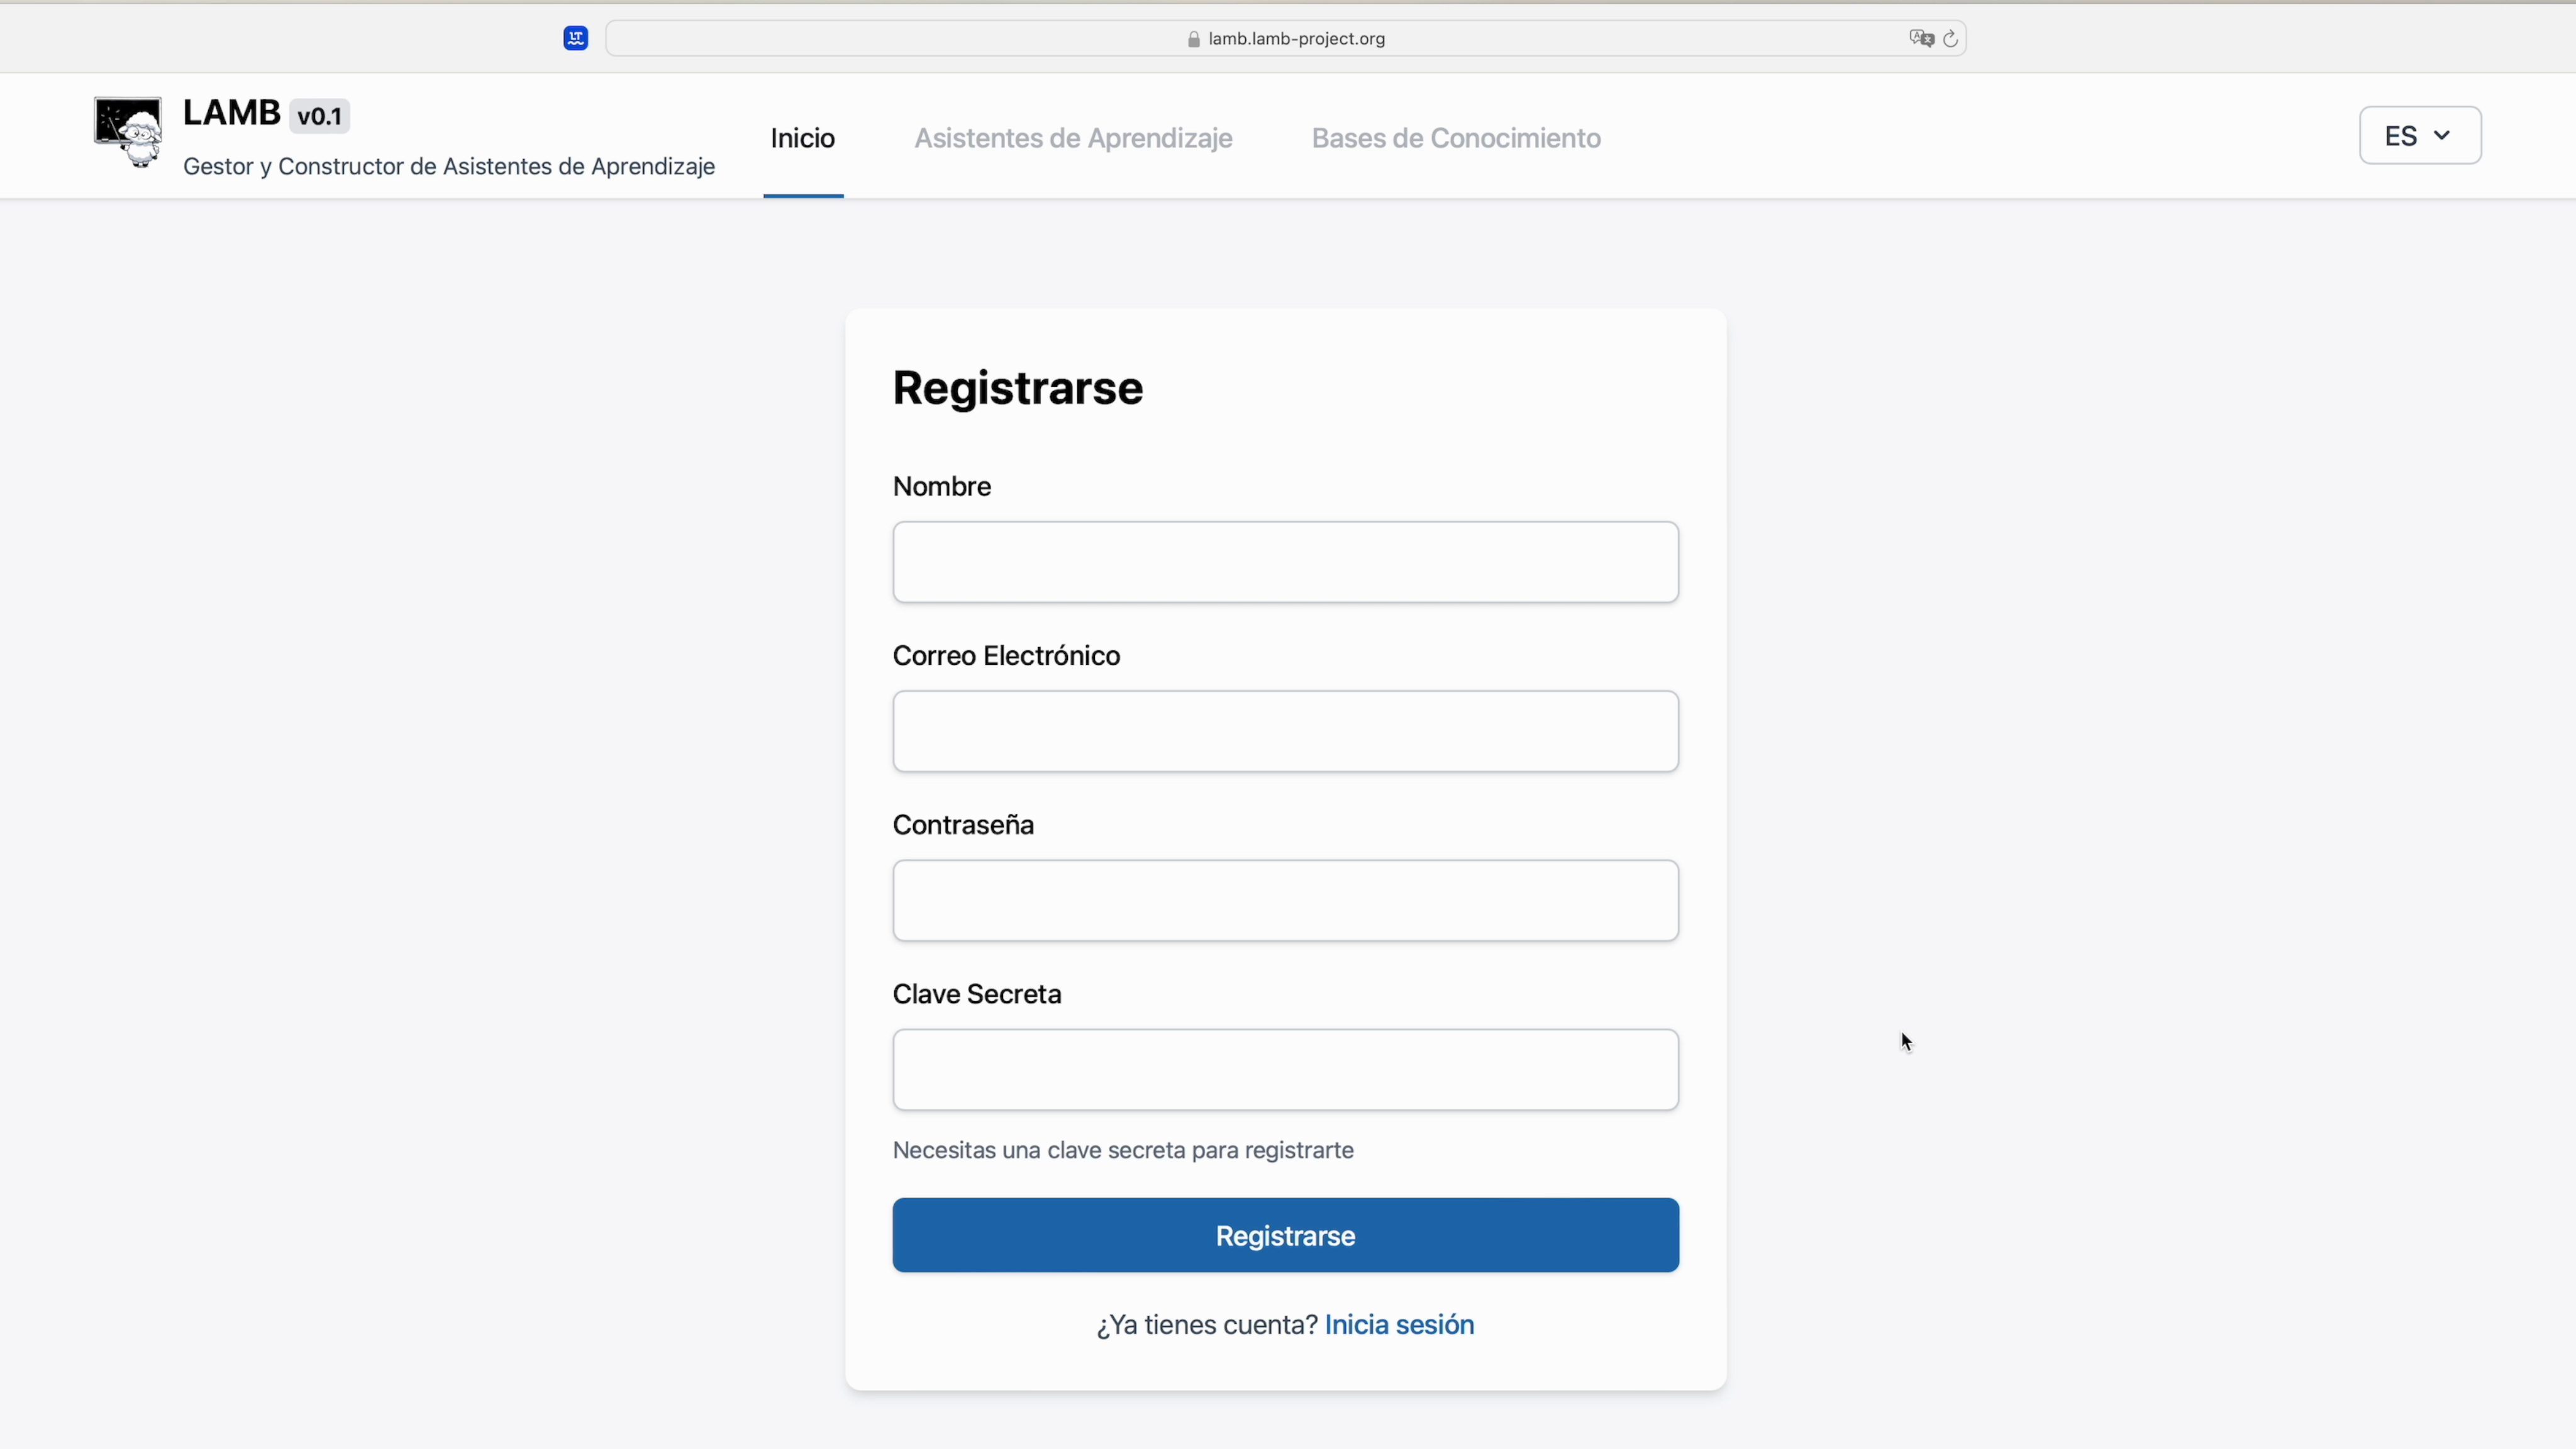 lamb.lamb-project.org
LAMB v0.1
Gestor y Constructor de Asistentes de Aprendizaje
Inicio
Asistentes de Aprendizaje
Bases de Conocimiento
ES
Registrarse
Nombre
Correo Electrónico
Contraseña
Clave Secreta
Necesitas una clave secreta para registrarte
Registrarse
¿Ya tienes cuenta? Inicia sesión